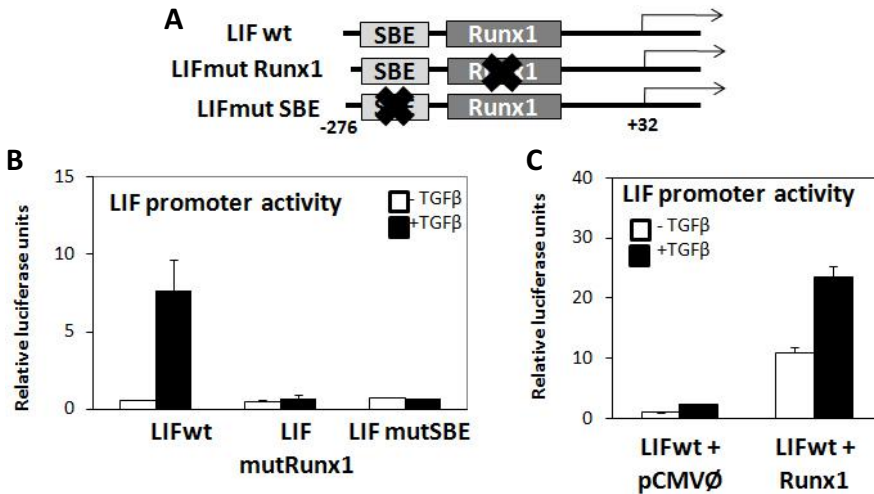 A
LIF wt
SBE
Runx1
LIFmut Runx1
SBE
Runx1
LIFmut SBE
Runx1
-276
+32
B
LIF promoter activity
- TGFβ
+TGFβ
Relative luciferase units
15
10
5
0
LIFwt
LIF
mutRunx1
LIF mutSBE
C
LIF promoter activity
- TGFβ
+TGFβ
Relative luciferase units
40
30
20
10
0
LIFwt +
pCMVØ
LIFwt +
Runx1